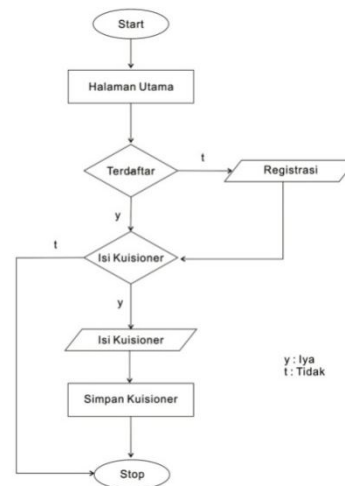 Start
Halaman Utama
Terdaftar
t
Registrasi
y
t
Isi Kuisioner
y
Isi Kuisioner
y : Iya
t : Tidak
Simpan Kuisioner
Stop